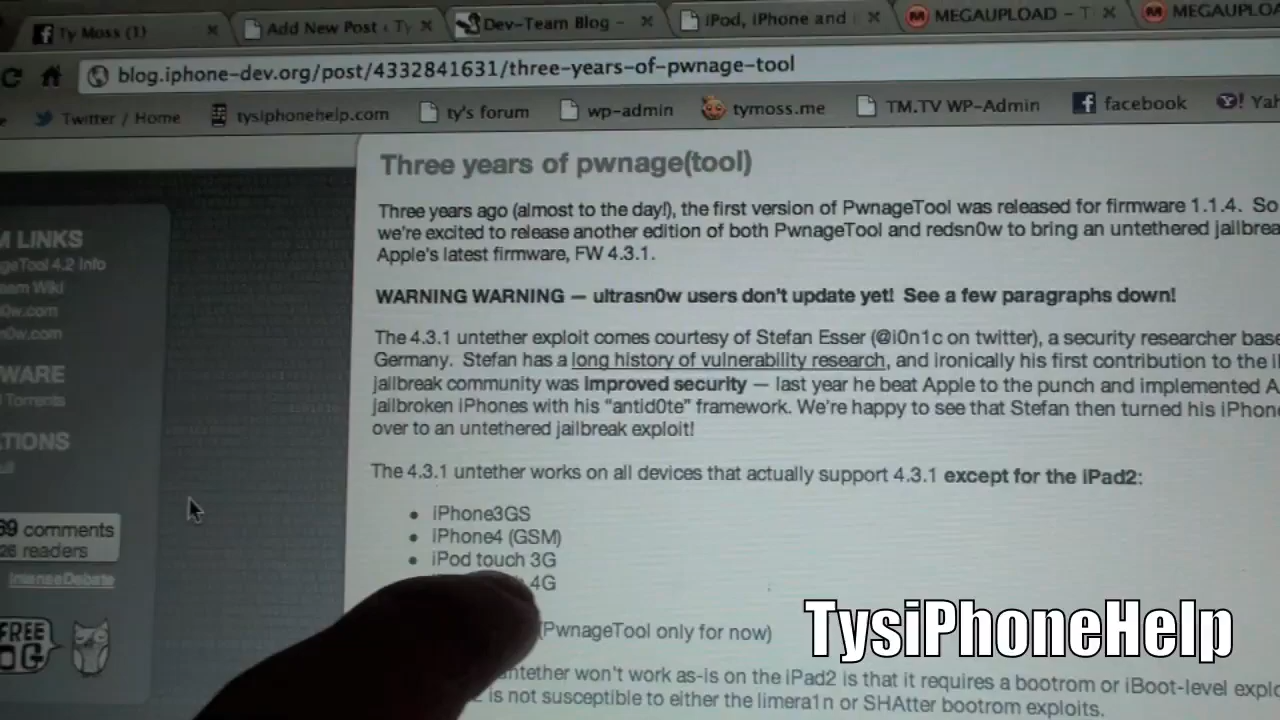 Ty Moss (1)
Add New Post ‹ Ty
Dev-Team Blog -
iPod, iPhone and
MEGAUPLOAD - T
MEGAUPLOA
blog.iphone-dev.org/post/4332841631/three-years-of-pwnage-tool
Twitter / Home
tysiphonehelp.com
ty's forum
wp-admin
tymoss.me
TM.TV WP-Admin
facebook
Y! Yah
Three years of pwnage(tool)
Three years ago (almost to the day!), the first version of PwnageTool was released for firmware 1.1.4. So
we're excited to release another edition of both PwnageTool and redsn0w to bring an untethered jailbrea
Apple's latest firmware, FW 4.3.1.
WARNING WARNING — ultrasn0w users don't update yet! See a few paragraphs down!
The 4.3.1 untether exploit comes courtesy of Stefan Esser (@i0n1c on twitter), a security researcher base
Germany. Stefan has a long history of vulnerability research, and ironically his first contribution to the iP
jailbreak community was improved security — last year he beat Apple to the punch and implemented A
jailbroken iPhones with his “antid0te” framework. We're happy to see that Stefan then turned his iPhon
over to an untethered jailbreak exploit!
The 4.3.1 untether works on all devices that actually support 4.3.1 except for the iPad2:
• iPhone3GS
• iPhone4 (GSM)
• iPod touch 3G
4G
(PwnageTool only for now)
ntether won't work as-is on the iPad2 is that it requires a bootrom or iBoot-level explo
is not susceptible to either the limera1n or SHAtter bootrom exploits.
M LINKS
nageTool 4.2 Info
eam Wiki
n0w.com
n0w.com
WARE
Torrents
TIONS
69 comments
26 readers
IntenseDebate
FREE
OG
TysiPhoneHelp